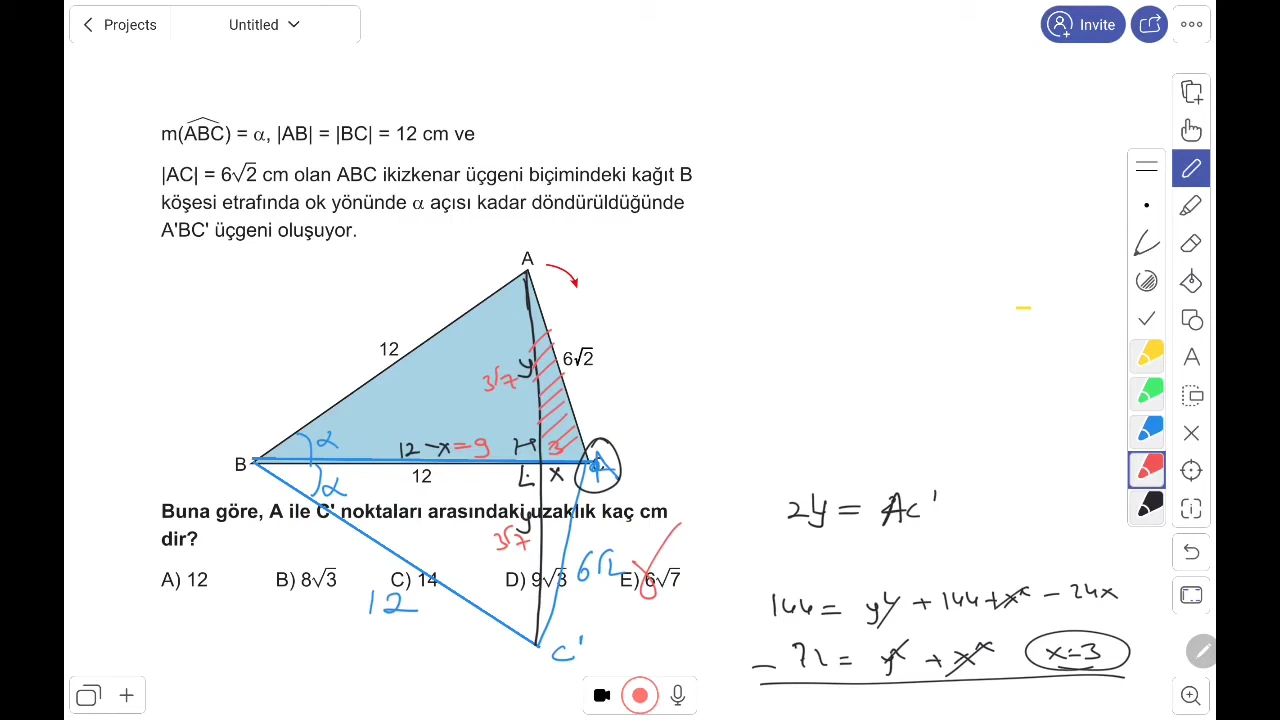 Projects
Untitled
Invite
m(ABC) = α, |AB| = |BC| = 12 cm ve
|AC| = 6√2 cm olan ABC ikizkenar üçgeni biçimindeki kağıt B
köşesi etrafında ok yönünde α açısı kadar döndürüldüğünde
A'BC' üçgeni oluşuyor.
A
12
y
6√2
3√7
α
12-x=9
H
3
B
12
x
α
Buna göre, A ile C' noktaları arasındaki uzaklık kaç cm
dir?
y
3√7
6√2
A) 12 B) 8√3 C) 14 D) 9√3 E) 6√7
12
C'
2y = AC'
144 = y² + 144 + x² - 24x
- 72 = y² + x² x=3